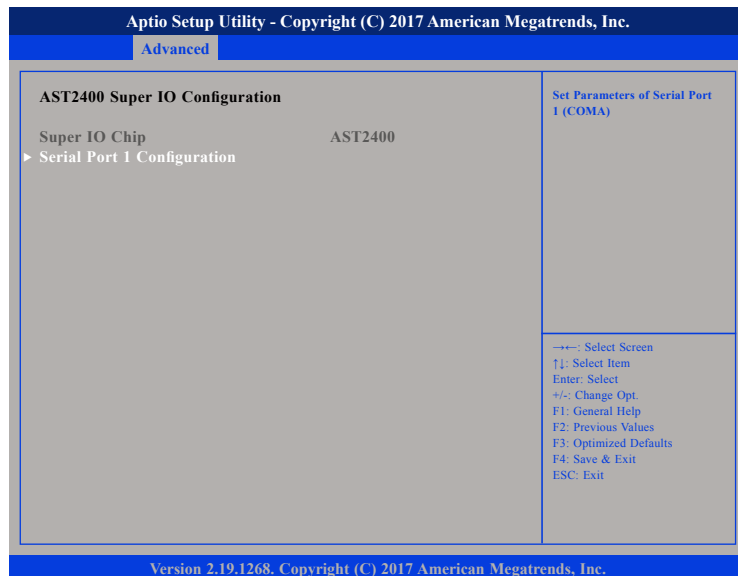 Aptio Setup Utility - Copyright (C) 2017 American Megatrends, Inc.
Advanced
AST2400 Super IO Configuration
Super IO Chip AST2400
► Serial Port 1 Configuration
Set Parameters of Serial Port
1 (COMA)
→←: Select Screen
↑↓: Select Item
Enter: Select
+/-: Change Opt.
F1: General Help
F2: Previous Values
F3: Optimized Defaults
F4: Save & Exit
ESC: Exit
Version 2.19.1268. Copyright (C) 2017 American Megatrends, Inc.